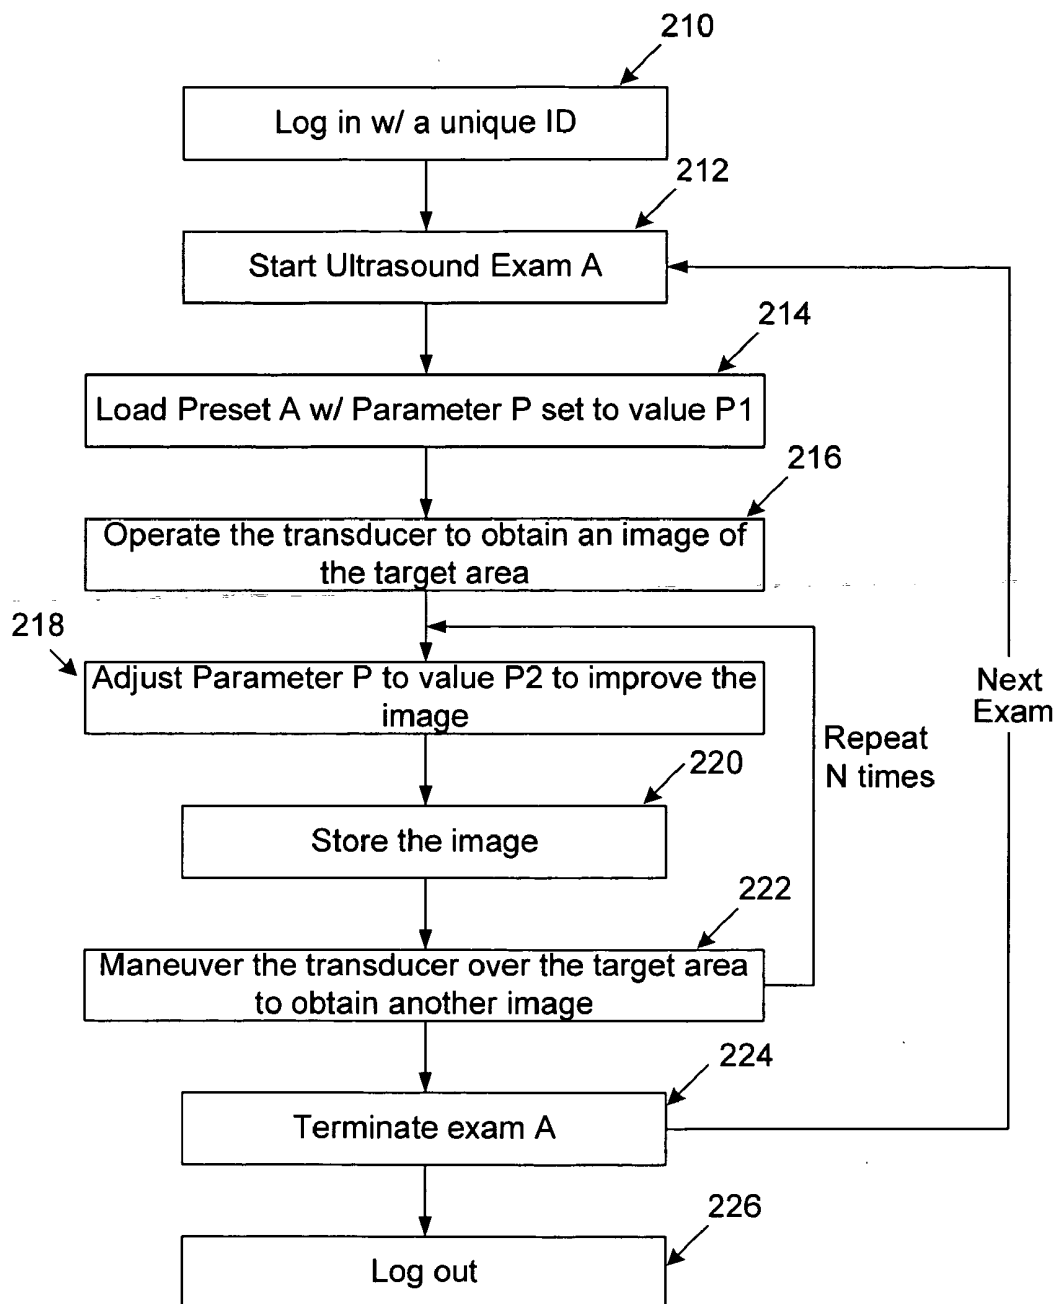 210
Log in w/ a unique ID
212
Start Ultrasound Exam A
214
Load Preset A w/ Parameter P set to value P1
216
Operate the transducer to obtain an image of
the target area
218
Adjust Parameter P to value P2 to improve the
image
Next
Exam
Repeat
N times
220
Store the image
222
Maneuver the transducer over the target area
to obtain another image
224
Terminate exam A
226
Log out